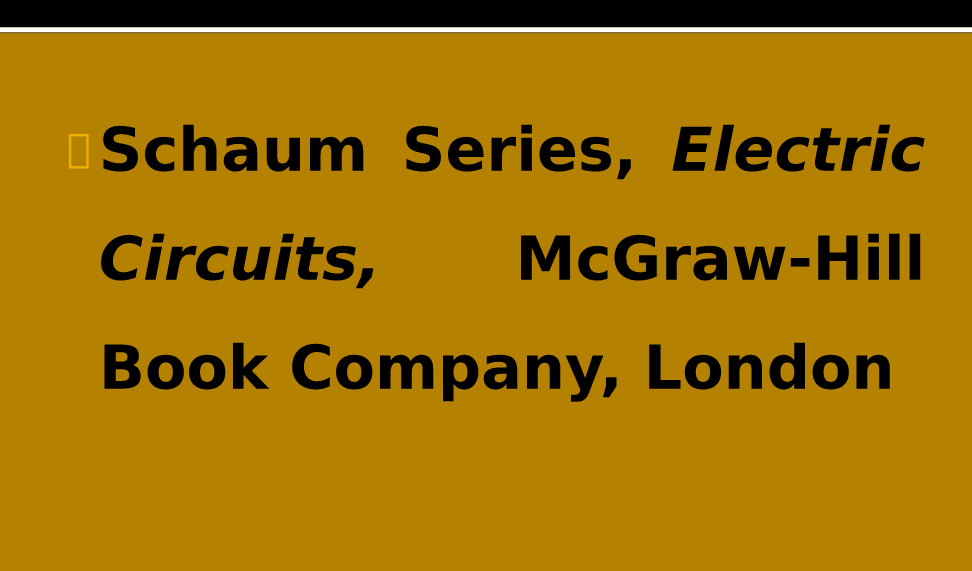 Schaum Series, Electric
Circuits, McGraw-Hill
Book Company, London